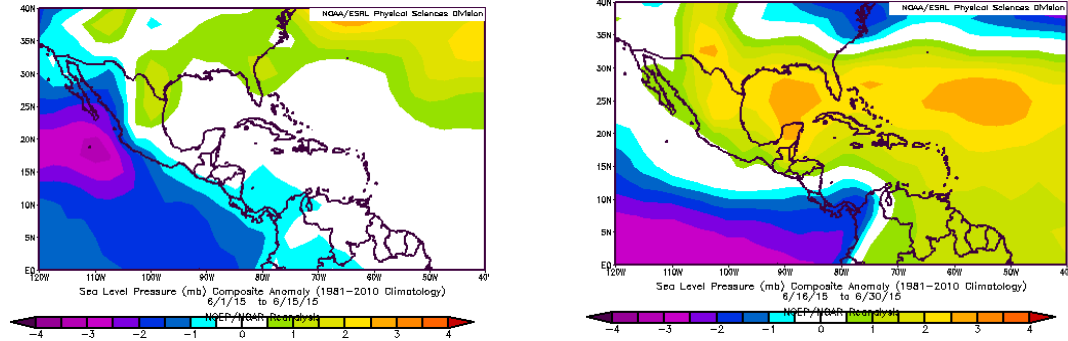 NOAA/ESRL Physical Sciences Division
40N
35N
30N
25N
20N
15N
10N
5N
EQ
120W 110W 100W 90W 80W 70W 60W 50W 40W
Sea Level Pressure (mb) Composite Anomaly (1981-2010 Climatology)
6/1/15 to 6/15/15
NCEP/NCAR Reanalysis
-4 -3 -2 -1 0 1 2 3 4
NOAA/ESRL Physical Sciences Division
40N
35N
30N
25N
20N
15N
10N
5N
EQ
120W 110W 100W 90W 80W 70W 60W 50W 40W
Sea Level Pressure (mb) Composite Anomaly (1981-2010 Climatology)
6/16/15 to 6/30/15
NCEP/NCAR Reanalysis
-4 -3 -2 -1 0 1 2 3 4